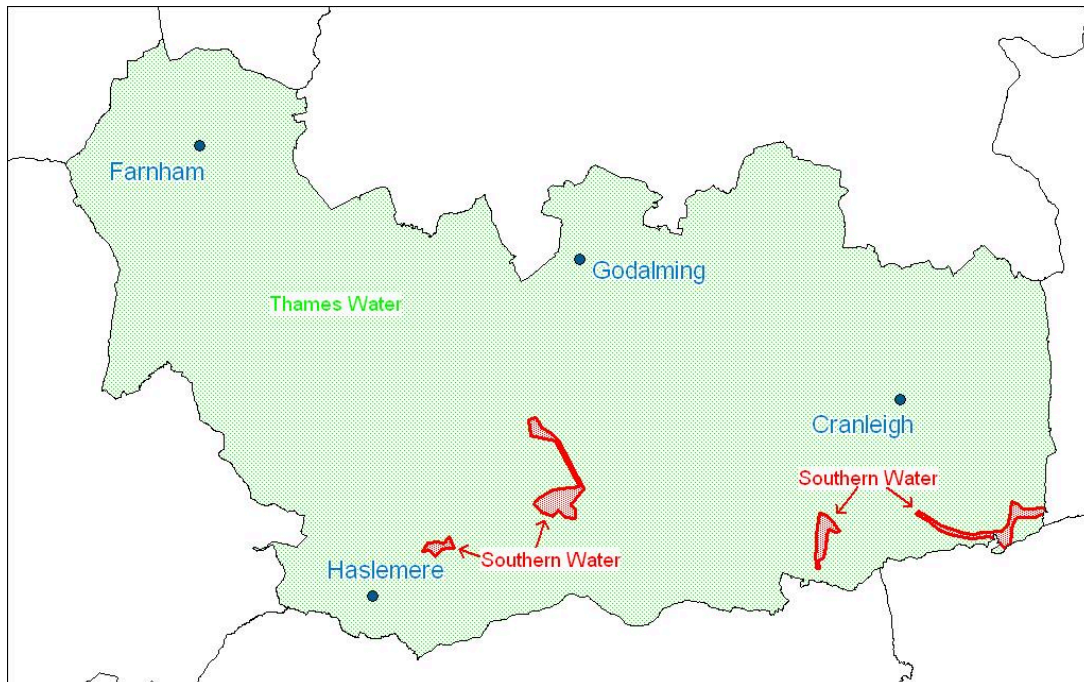 Farnham
Godalming
Thames Water
Cranleigh
Southern Water
Southern Water
Haslemere